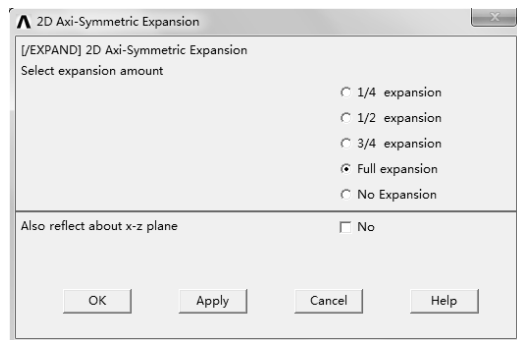 2D Axi-Symmetric Expansion
[/EXPAND] 2D Axi-Symmetric Expansion
Select expansion amount
1/4 expansion
1/2 expansion
3/4 expansion
Full expansion
No Expansion
Also reflect about x-z plane No
OK Apply Cancel Help